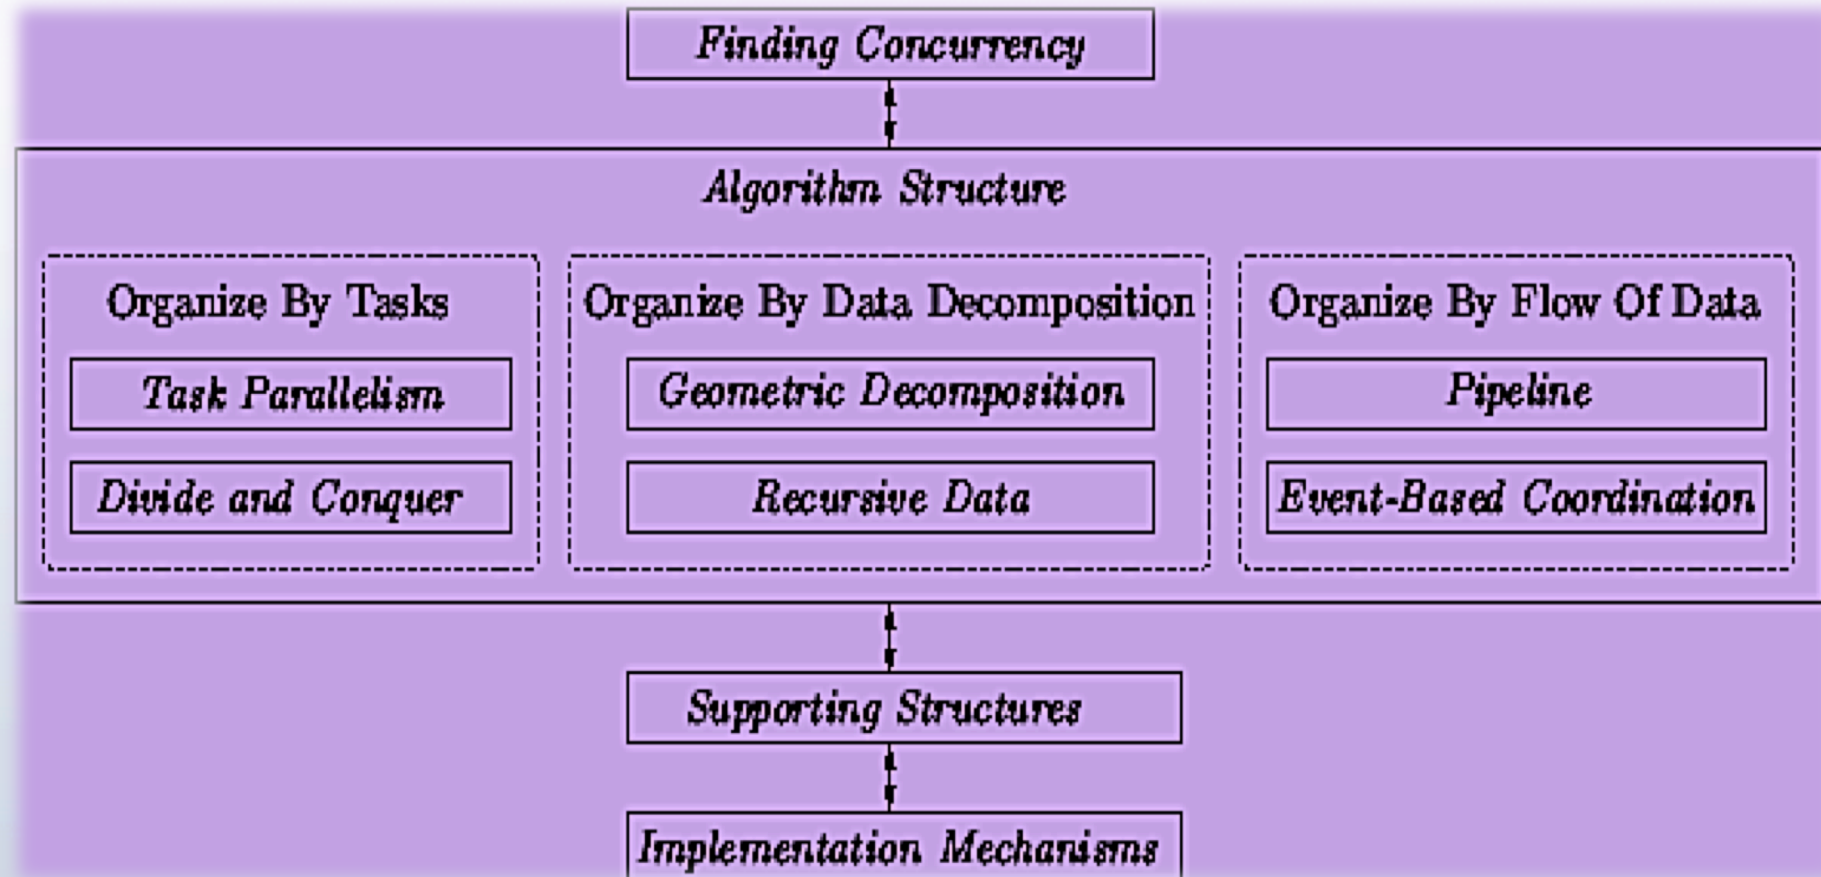 Finding Concurrency
Algorithm Structure
Organize By Tasks
Task Parallelism
Divide and Conquer
Organize By Data Decomposition
Geometric Decomposition
Recursive Data
Organize By Flow Of Data
Pipeline
Event-Based Coordination
Supporting Structures
Implementation Mechanisms